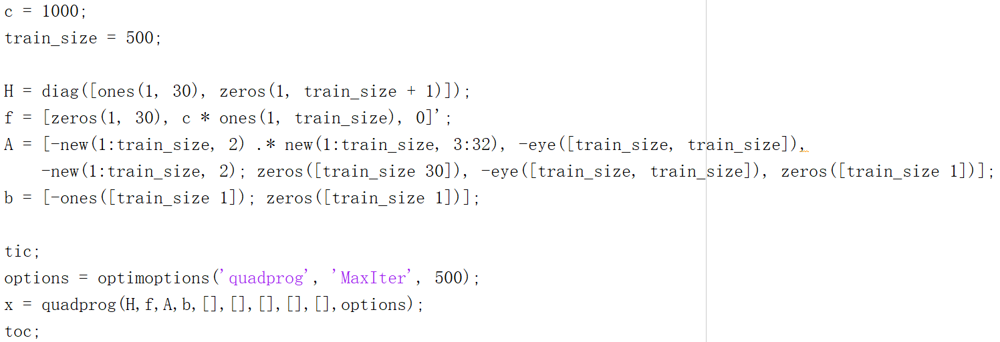 c = 1000;
train_size = 500;
H = diag([ones(1, 30), zeros(1, train_size + 1)]);
f = [zeros(1, 30), c * ones(1, train_size), 0]';
A = [-new(1:train_size, 2) .* new(1:train_size, 3:32), -eye([train_size, train_size]),
-new(1:train_size, 2); zeros([train_size 30]), -eye([train_size, train_size]), zeros([train_size 1])];
b = [-ones([train_size 1]); zeros([train_size 1])];
tic;
options = optimoptions('quadprog', 'MaxIter', 500);
x = quadprog(H,f,A,b,[],[],[],[],[],options);
toc;